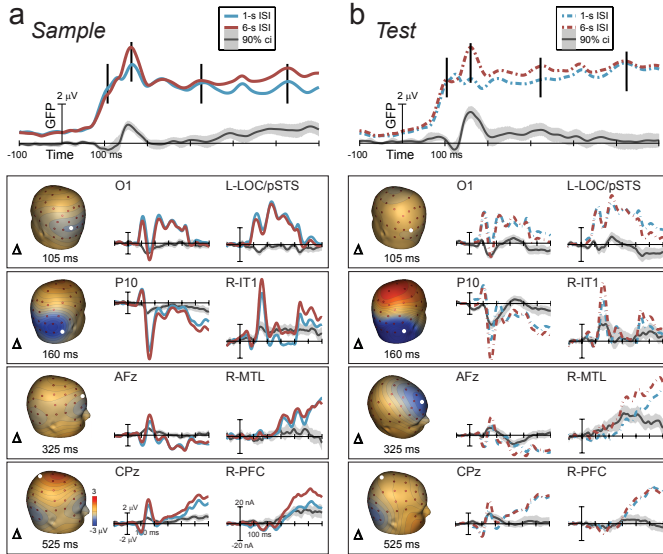 a Sample
1-s ISI
6-s ISI
90% ci
2 μV
GFP
-100 Time 100 ms
O1 L-LOC/pSTS
Δ 105 ms
P10 R-IT1
Δ 160 ms
AFz R-MTL
Δ 325 ms
CPz R-PFC
3
-3 μV
2 μV
-2 μV
100 ms
20 nA
100 ms
-20 nA
Δ 525 ms
b Test
1-s ISI
6-s ISI
90% ci
2 μV
GFP
-100 Time 100 ms
O1 L-LOC/pSTS
Δ 105 ms
P10 R-IT1
Δ 160 ms
AFz R-MTL
Δ 325 ms
CPz R-PFC
Δ 525 ms